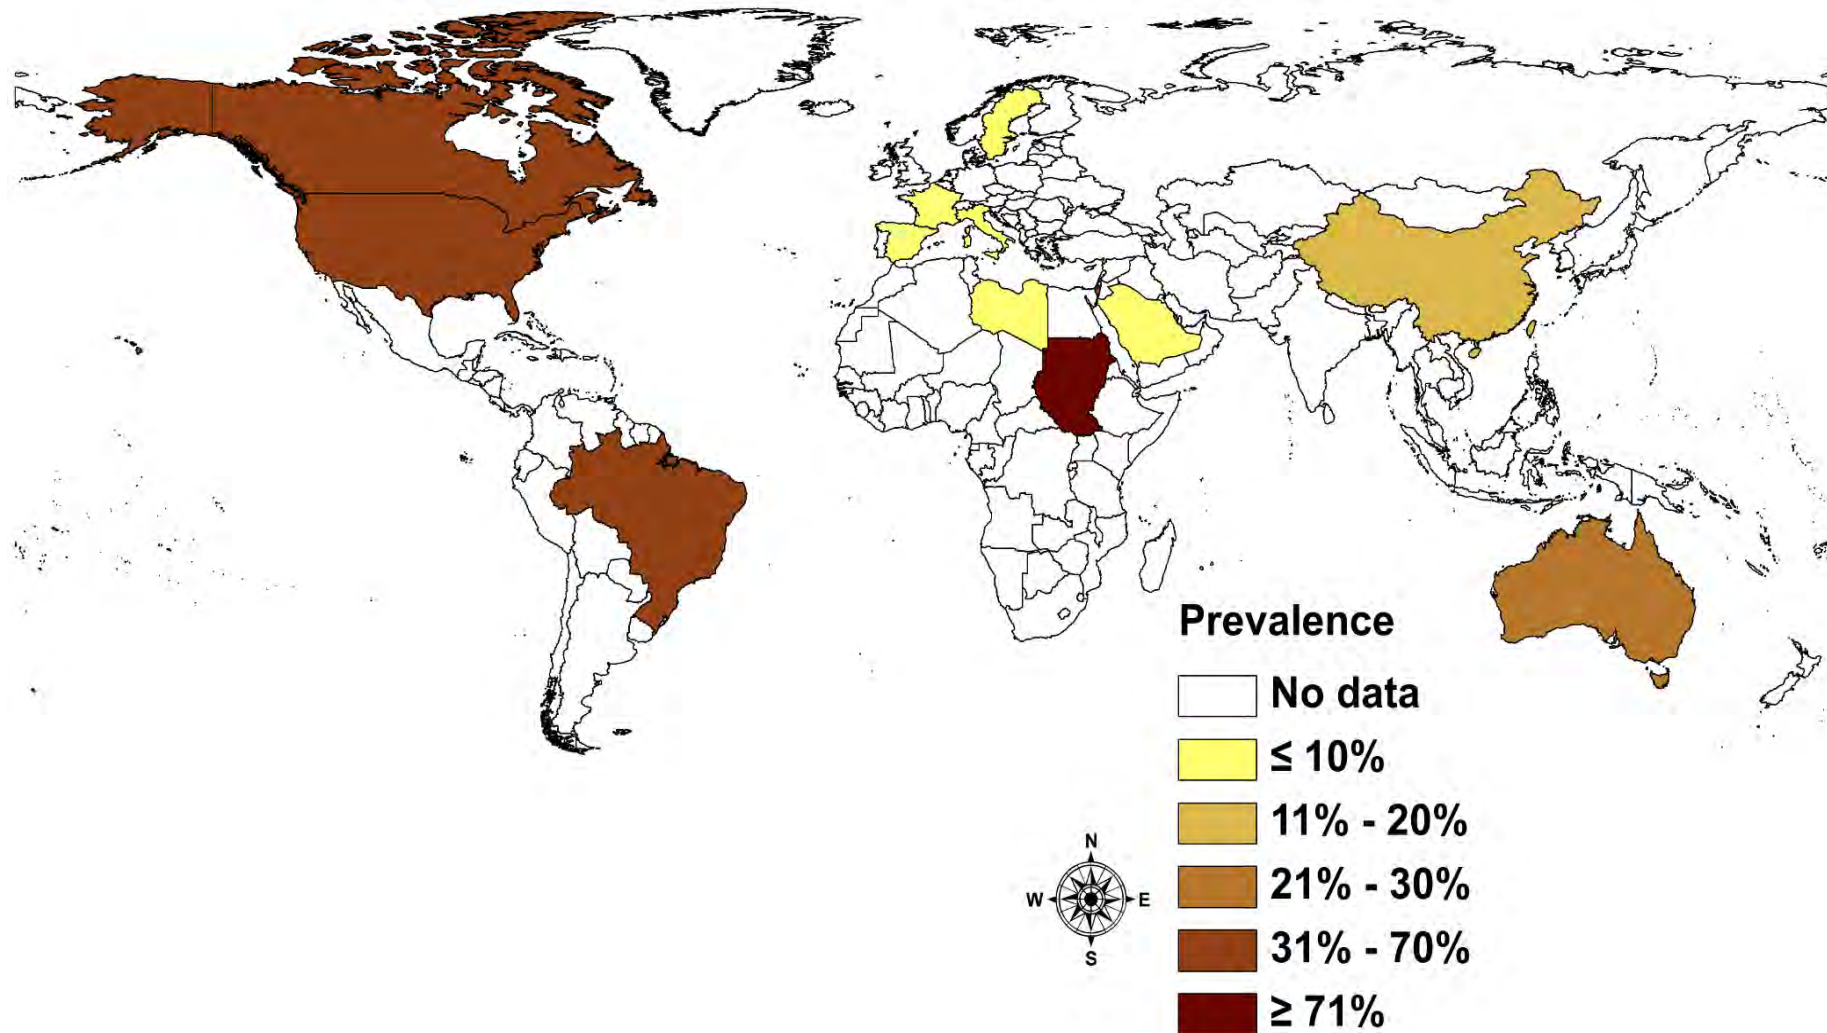 Prevalence
No data
≤ 10%
11% - 20%
21% - 30%
31% - 70%
≥ 71%
N
W E
S